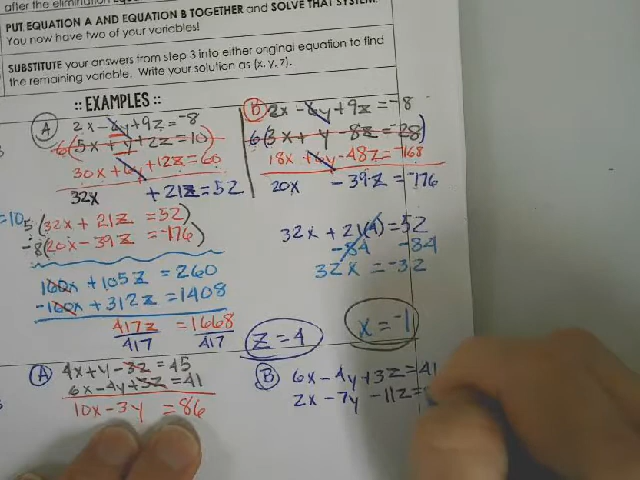 after the elimination
PUT EQUATION A AND EQUATION B TOGETHER and SOLVE THAT SYSTEM.
You now have two of your variables!
SUBSTITUTE your answers from step 3 into either original equation to find
the remaining variable. Write your solution as (x, y, z).
:: EXAMPLES ::
A
2x - 6y + 9z = -8
6(5x + y + 2z = 10)
30x + 6y + 12z = 60
32x + 21z = 52
B
2x - 6y + 9z = -8
6(3x + y - 8z = -28)
18x + 6y - 48z = -168
20x - 39z = -176
= 10
5(32x + 21z = 52)
-8(20x - 39z = -176)
160x + 105z = 260
-160x + 312z = 1408
417z = 1668
417 417
z = 4
32x + 21(4) = 52
-84 -84
32x = -32
x = -1
A
4x + y - 3z = 45
6x - 4y + 3z = 41
10x - 3y = 86
B
6x - 4y + 3z = 41
2x - 7y - 11z =